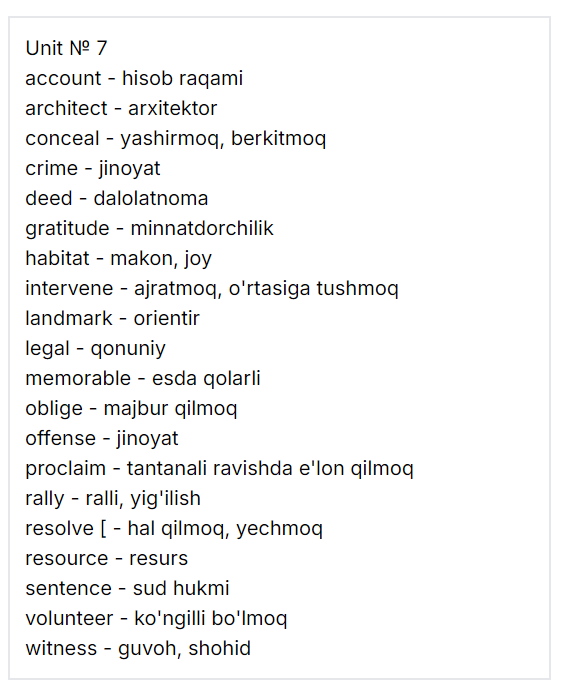 Unit № 7
account - hisob raqami
architect - arxitektor
conceal - yashirmoq, berkitmoq
crime - jinoyat
deed - dalolatnoma
gratitude - minnatdorchilik
habitat - makon, joy
intervene - ajratmoq, o'rtasiga tushmoq
landmark - orientir
legal - qonuniy
memorable - esda qolarli
oblige - majbur qilmoq
offense - jinoyat
proclaim - tantanali ravishda e'lon qilmoq
rally - ralli, yig'ilish
resolve [ - hal qilmoq, yechmoq
resource - resurs
sentence - sud hukmi
volunteer - ko'ngilli bo'lmoq
witness - guvoh, shohid